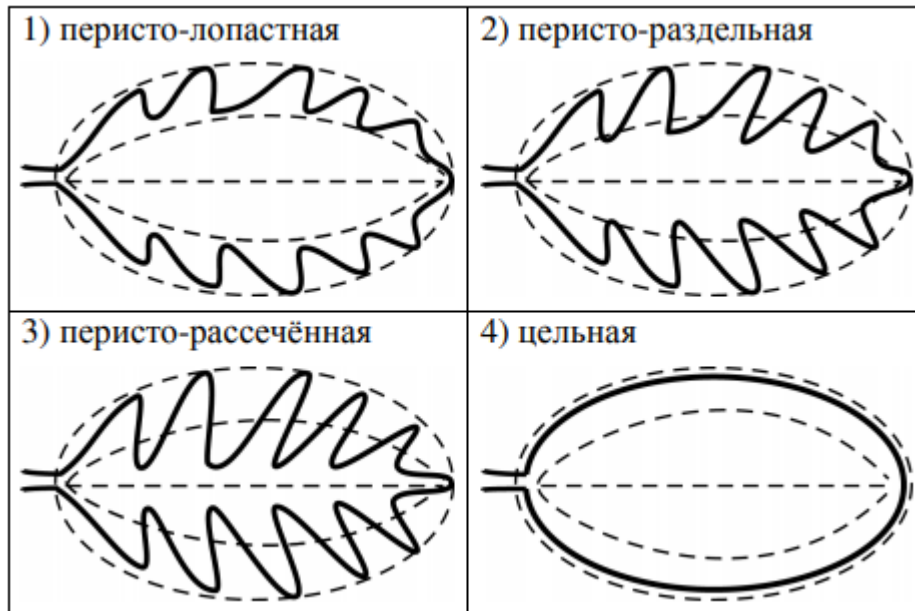 1) перисто-лопастная
2) перисто-раздельная
3) перисто-рассечённая
4) цельная